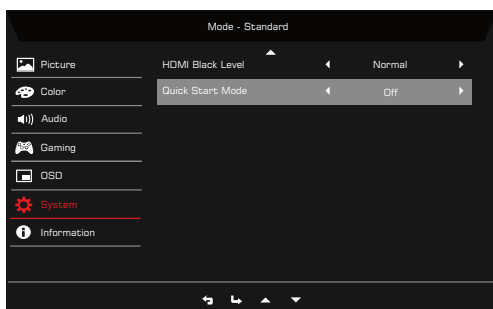 Mode - Standard
Picture
HDMI Black Level Normal
Color
Quick Start Mode Off
Audio
Gaming
OSD
System
Information